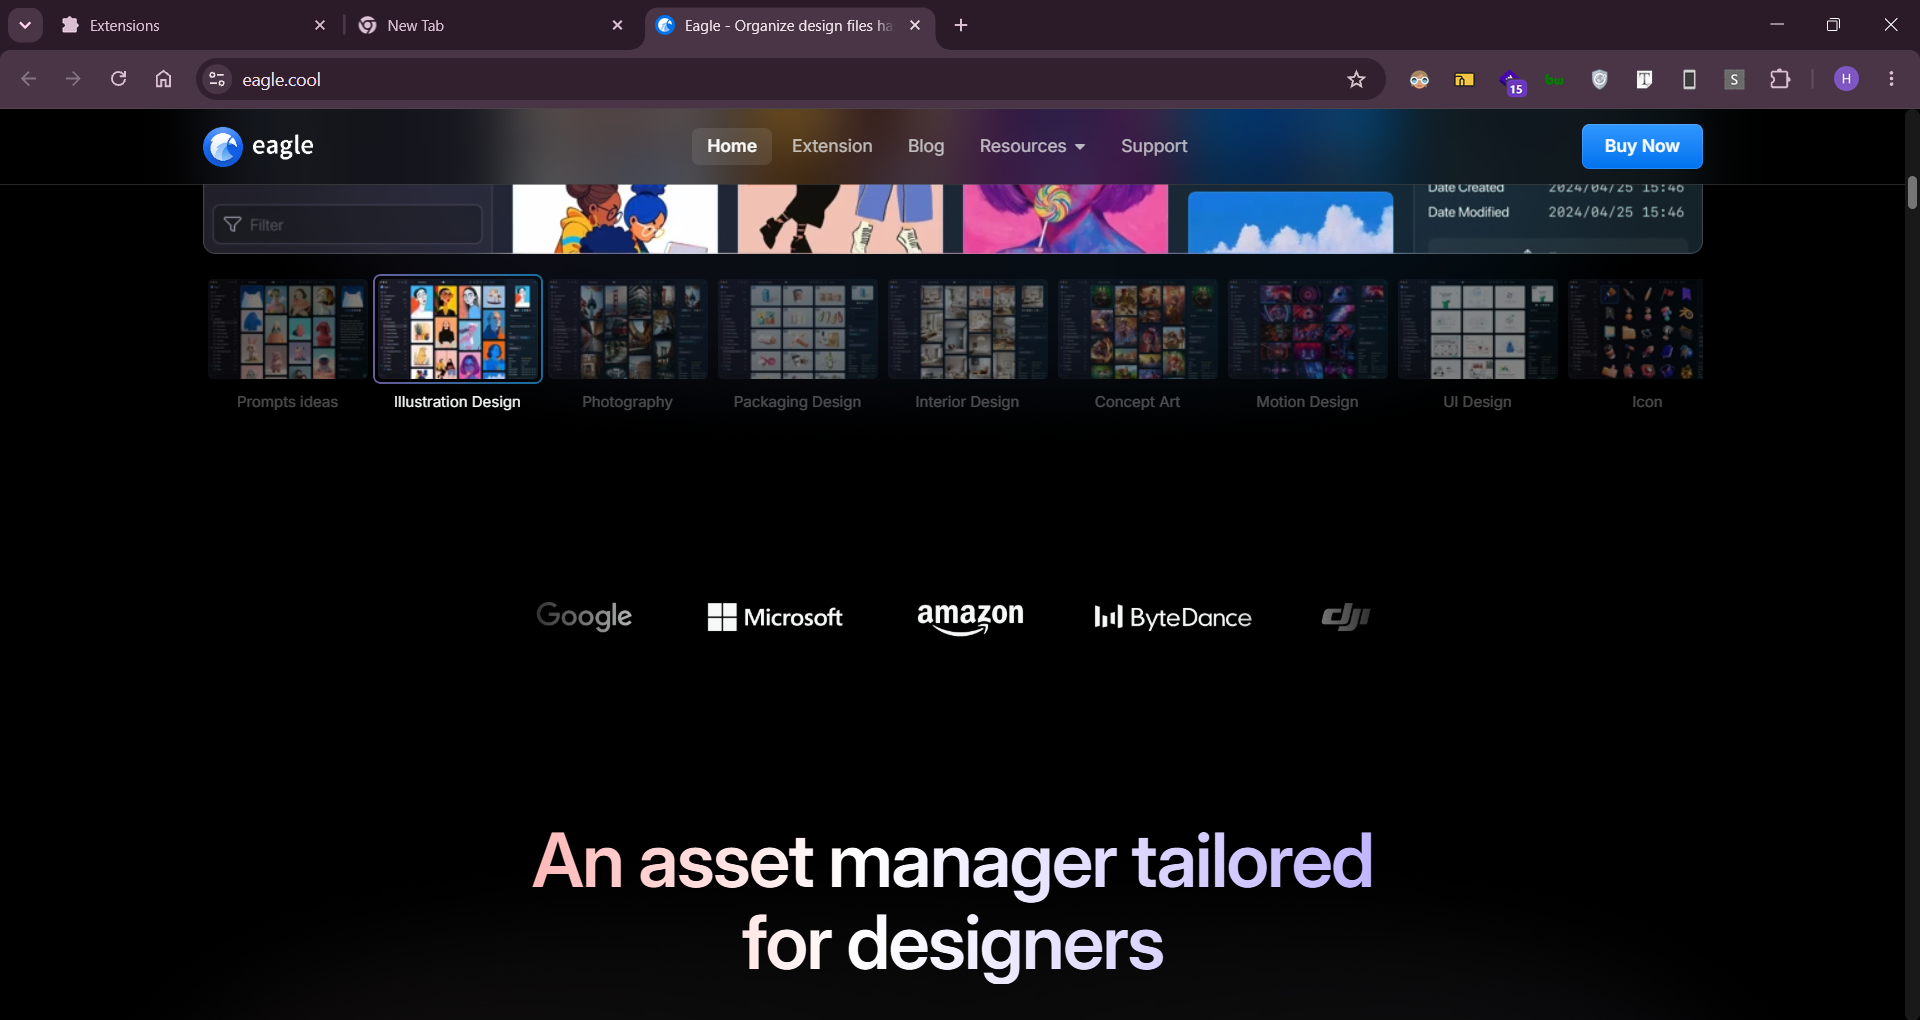 Extensions
New Tab
Eagle - Organize design files ha
eagle.cool
15
bw
T
S
H
eagle
Home
Extension
Blog
Resources
Support
Buy Now
Filter
Date Created 2024/04/25 15:46
Date Modified 2024/04/25 15:46
Prompts ideas
Illustration Design
Photography
Packaging Design
Interior Design
Concept Art
Motion Design
UI Design
Icon
Google
Microsoft
amazon
ByteDance
dji
An asset manager tailored
for designers